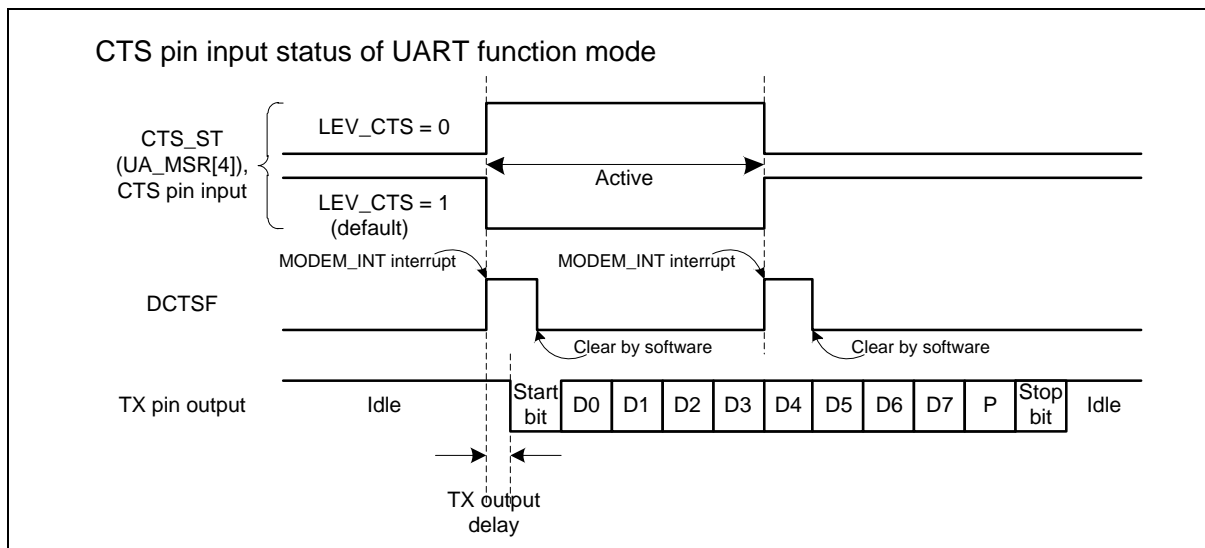 CTS pin input status of UART function mode
CTS_ST
(UA_MSR[4]),
CTS pin input
LEV_CTS = 0
Active
LEV_CTS = 1
(default)
MODEM_INT interrupt
MODEM_INT interrupt
DCTSF
Clear by software
Clear by software
TX pin output
Idle
Start
bit
D0
D1
D2
D3
D4
D5
D6
D7
P
Stop
bit
Idle
TX output
delay